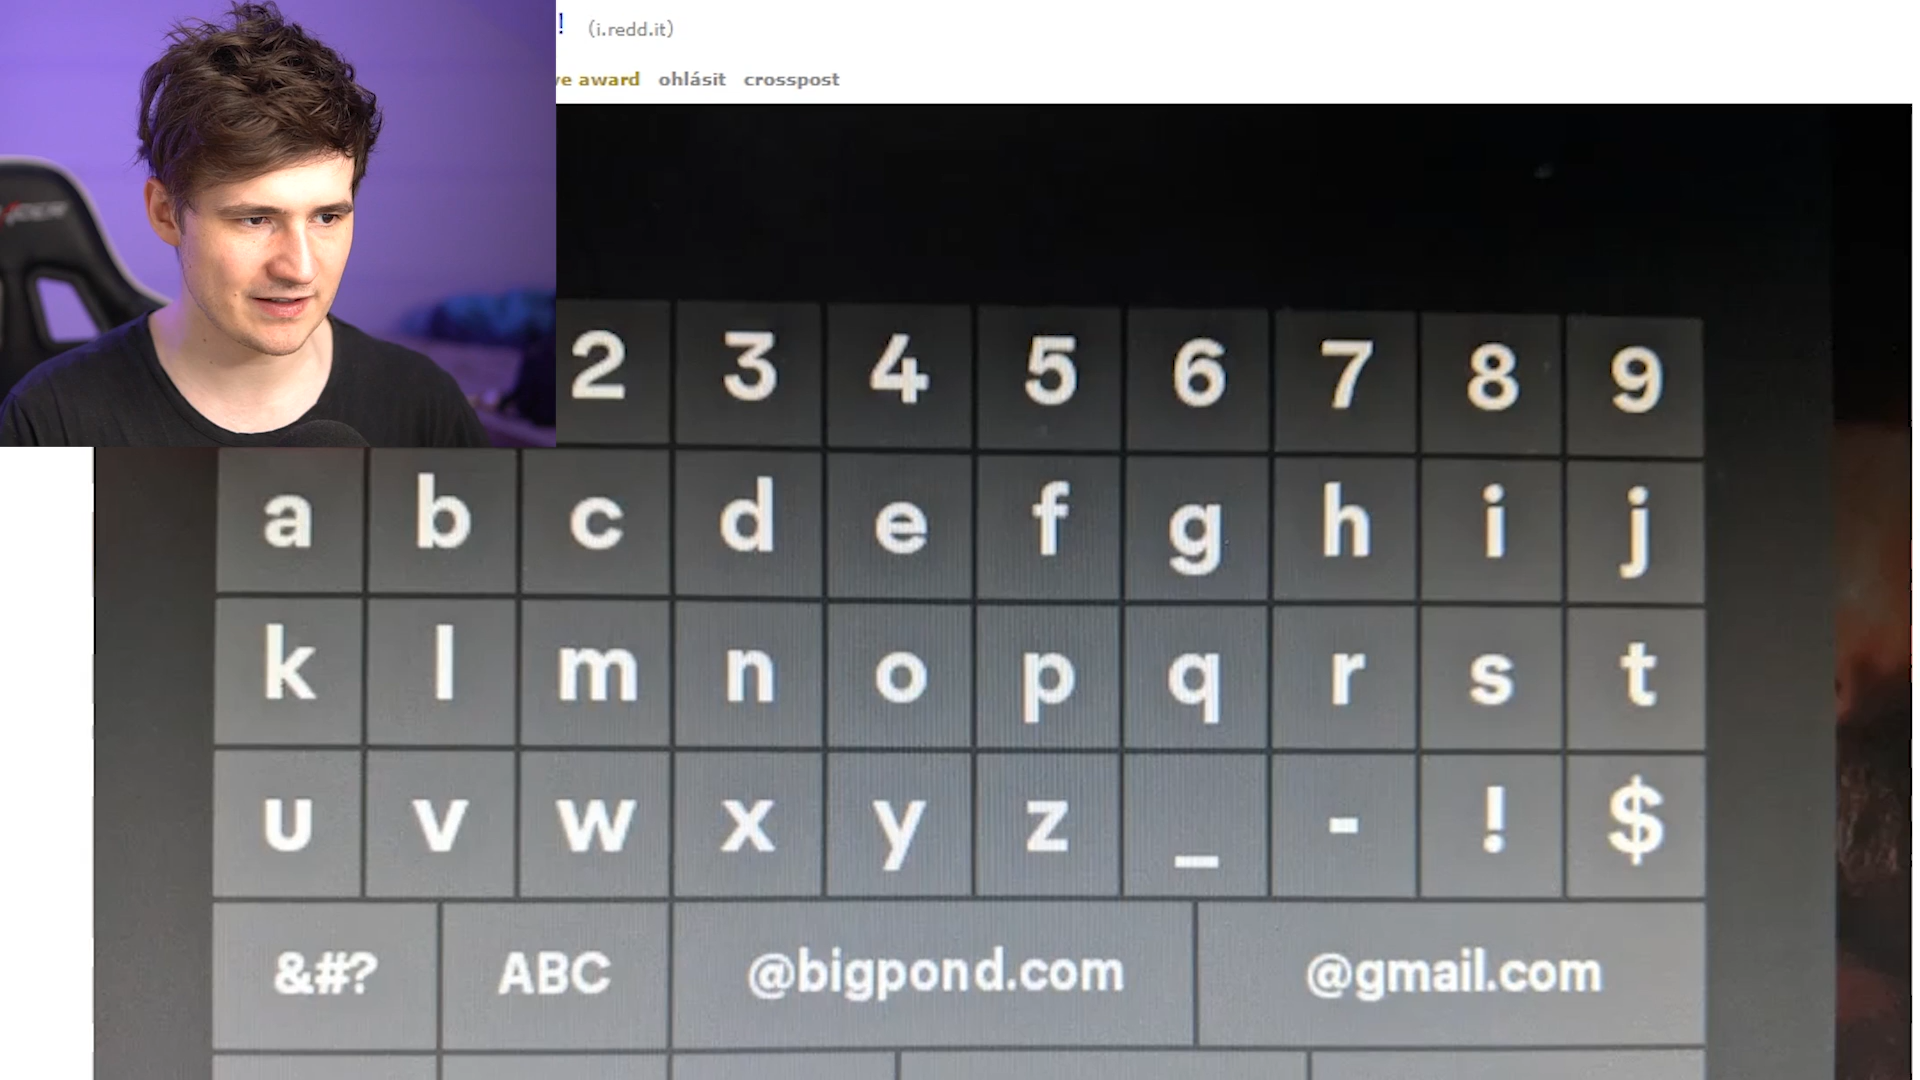 ! (i.redd.it)
ve award ohlásit crosspost
2 3 4 5 6 7 8 9
a b c d e f g h i j
k l m n o p q r s t
u v w x y z _ - ! $
&#? ABC @bigpond.com @gmail.com